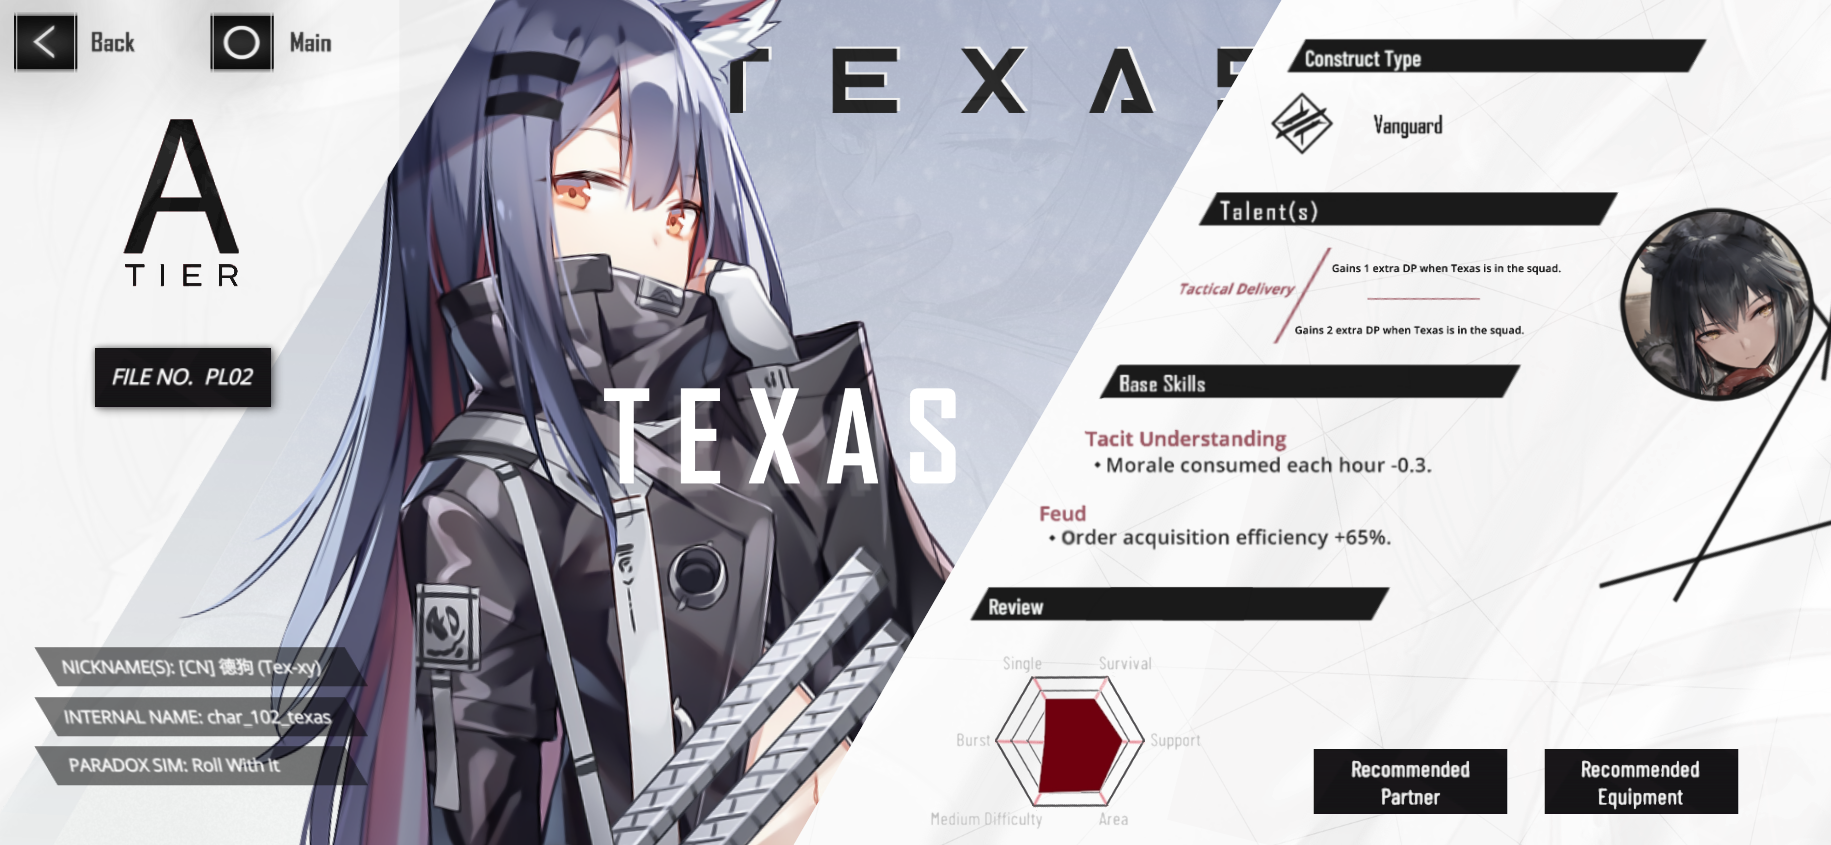 Back
Main
TEXAS
A
TIER
FILE NO. PL02
TEXAS
NICKNAME(S): [CN] 德狗 (Tex-xy)
INTERNAL NAME: char_102_texas
PARADOX SIM: Roll With It
Construct Type
Vanguard
Talent(s)
Tactical Delivery
Gains 1 extra DP when Texas is in the squad.
Gains 2 extra DP when Texas is in the squad.
Base Skills
Tacit Understanding
• Morale consumed each hour -0.3.
Feud
• Order acquisition efficiency +65%.
Review
Single
Survival
Burst
Support
Medium Difficulty
Area
Recommended
Partner
Recommended
Equipment